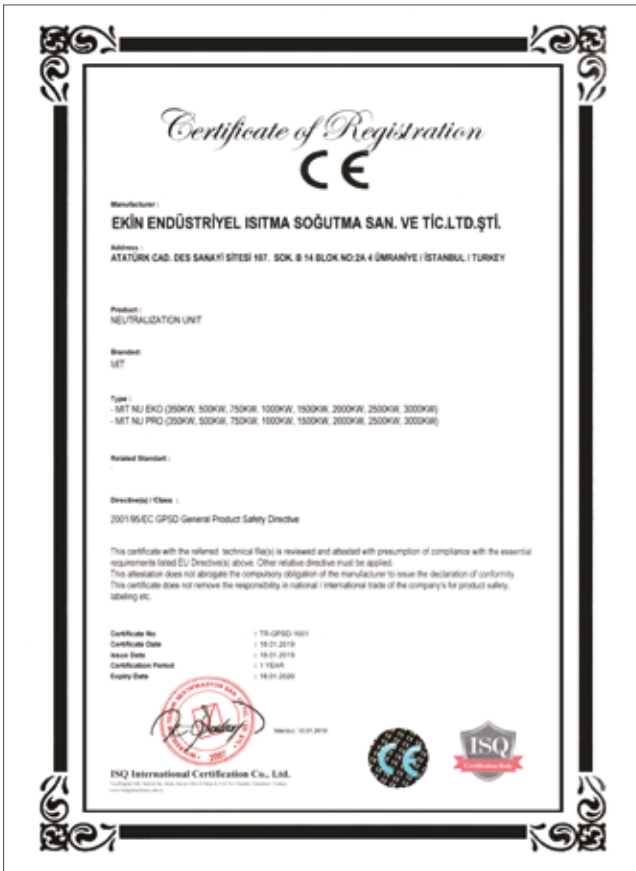 Certificate of Registration
CE
Manufacturer :
EKİN ENDÜSTRİYEL ISITMA SOĞUTMA SAN. VE TİC.LTD.ŞTİ.
Address :
ATATÜRK CAD. DES SANAYİ SİTESİ 107. SOK. B 14 BLOK NO:2A 4 ÜMRANİYE / İSTANBUL / TURKEY
Product :
NEUTRALIZATION UNIT
Branded:
MIT
Type :
- MIT NU EKO (350KW, 500KW, 750KW, 1000KW, 1500KW, 2000KW, 2500KW, 3000KW)
- MIT NU PRO (350KW, 500KW, 750KW, 1000KW, 1500KW, 2000KW, 2500KW, 3000KW)
Related Standart :
Directive(s) / Class :
2001/95/EC GPSD General Product Safety Directive
This certificate with the referred technical file(s) is reviewed and attested with presumption of compliance with the essential
requirements listed EU Directive(s) above. Other relative directive must be applied.
This attestation does not abrogate the compulsory obligation of the manufacturer to issue the declaration of conformity.
This certificate does not remove the responsibility in national / international trade of the company's for product safety,
labeling etc.
Certificate No : TR-GPSD-1001
Certificate Date : 18.01.2019
Issue Date : 18.01.2019
Certification Period : 1 YEAR
Expiry Date : 18.01.2020
2007
CE
ISQ
Certification Body
ISQ International Certification Co., Ltd.